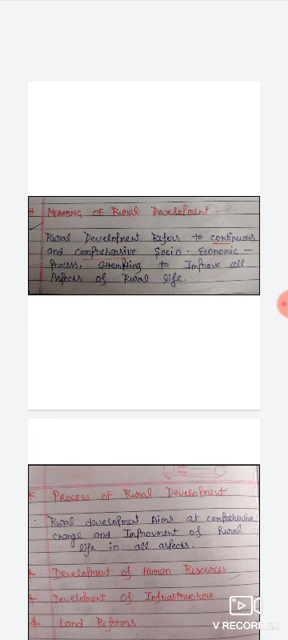 Meaning of Rural Development -
Rural Development Refers to continuous
and comprehensive Socio - Economic -
Process, attempting to Improve all
Aspects of Rural life.
Process of Rural Development
- Rural development Aims at comprehensive
change and Improvment of Rural
life in all aspects.
Development of Human Resources
Development of Infrastructure
Land Reforms
V RECORDER